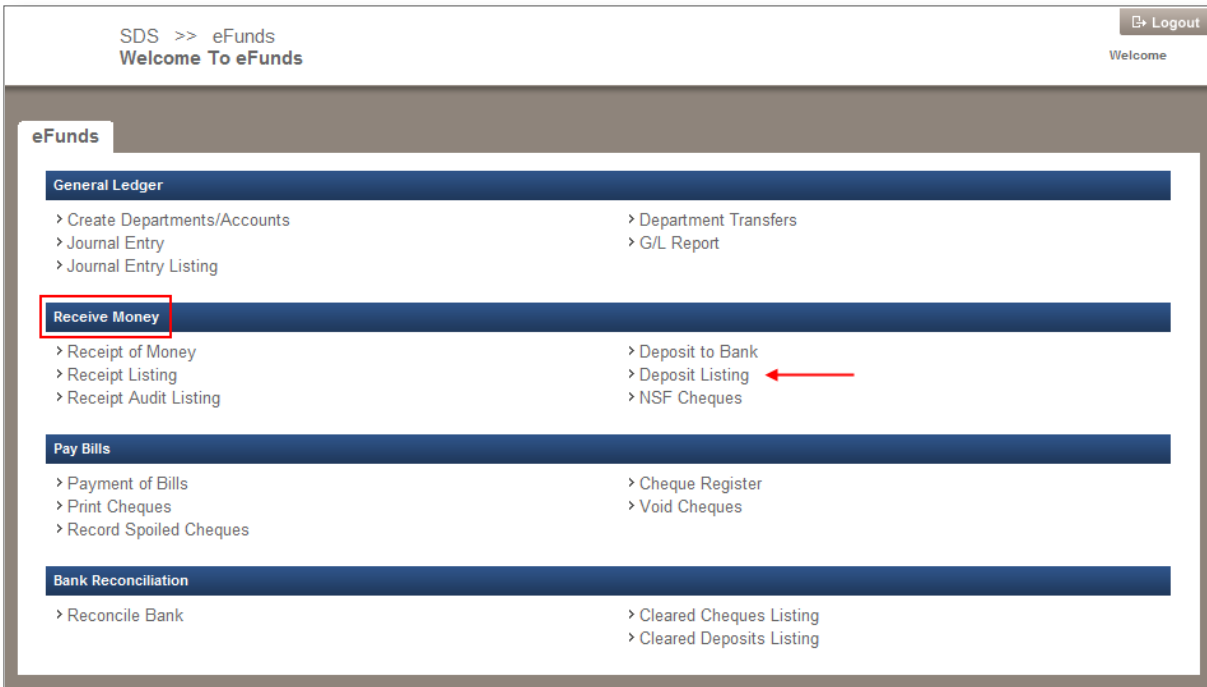 SDS >> eFunds
Welcome To eFunds
Logout
Welcome
eFunds
General Ledger
Create Departments/Accounts
Journal Entry
Journal Entry Listing
Department Transfers
G/L Report
Receive Money
Receipt of Money
Receipt Listing
Receipt Audit Listing
Deposit to Bank
Deposit Listing
NSF Cheques
Pay Bills
Payment of Bills
Print Cheques
Record Spoiled Cheques
Cheque Register
Void Cheques
Bank Reconciliation
Reconcile Bank
Cleared Cheques Listing
Cleared Deposits Listing